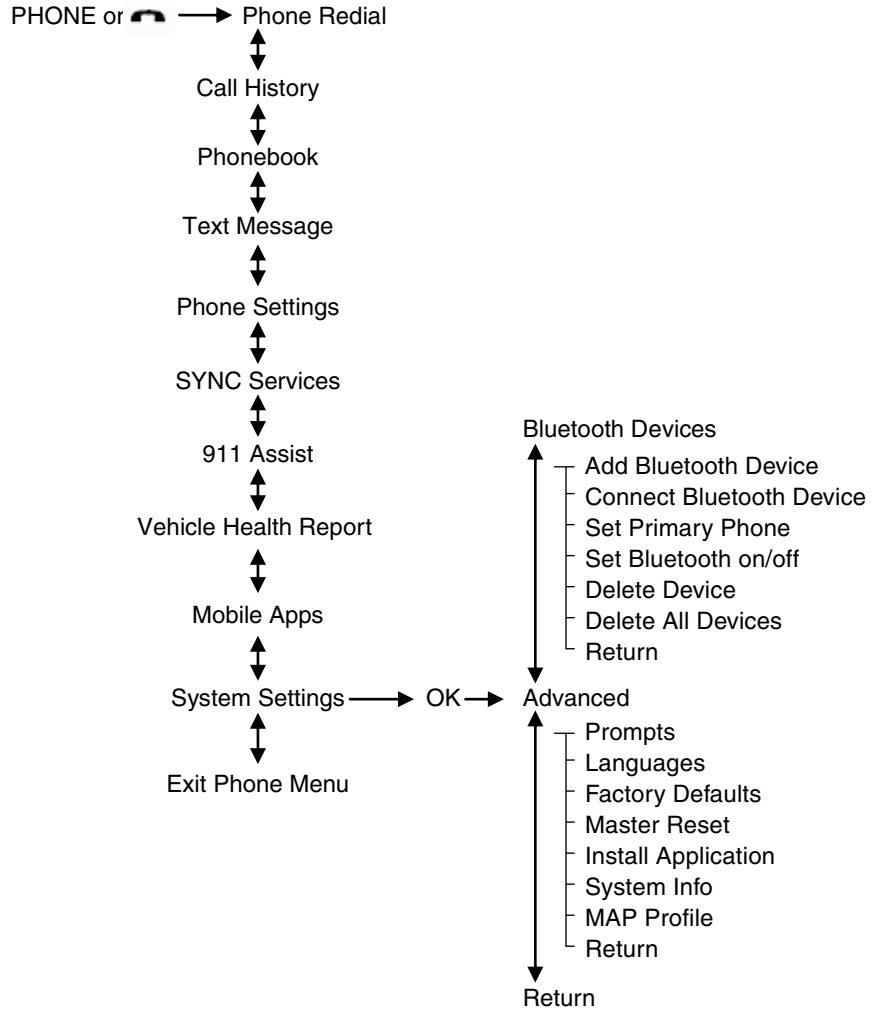 PHONE or Phone Redial
Call History
Phonebook
Text Message
Phone Settings
SYNC Services
911 Assist
Vehicle Health Report
Mobile Apps
System Settings OK Advanced
Exit Phone Menu
Bluetooth Devices
Add Bluetooth Device
Connect Bluetooth Device
Set Primary Phone
Set Bluetooth on/off
Delete Device
Delete All Devices
Return
Prompts
Languages
Factory Defaults
Master Reset
Install Application
System Info
MAP Profile
Return
Return